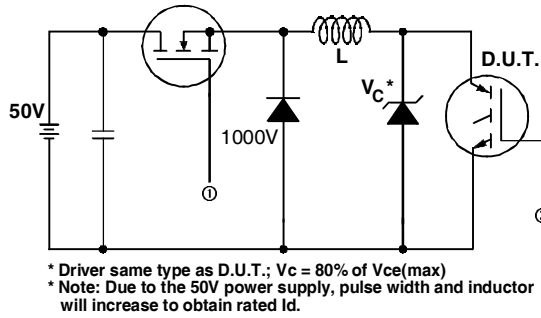 L
D.U.T.
VC*
50V
1000V
①
* Driver same type as D.U.T.; Vc = 80% of Vce(max)
* Note: Due to the 50V power supply, pulse width and inductor
will increase to obtain rated Id.